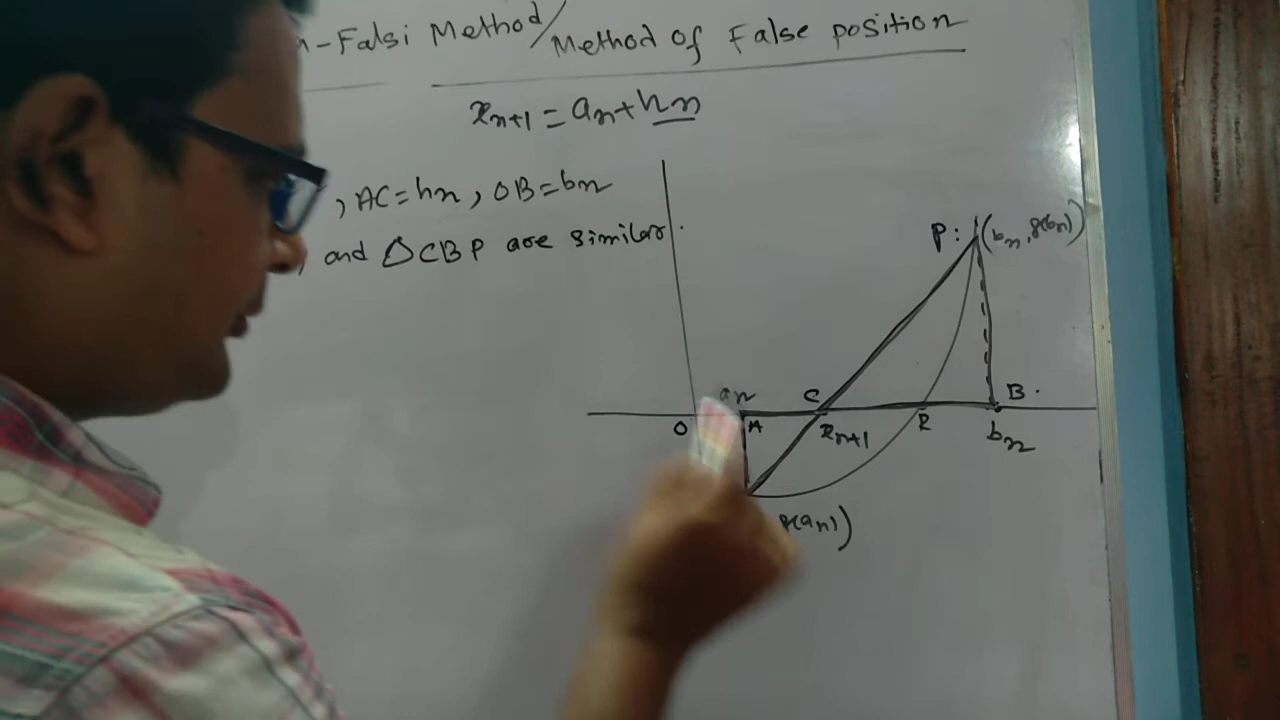 -Falsi Method/Method of False position
xn+1 = an + hn
, AC = hn, OB = bn
and ΔCBP are similar.
P: (bn, f(bn))
an
C
B
O
A
xn+1
R
bn
f(an))